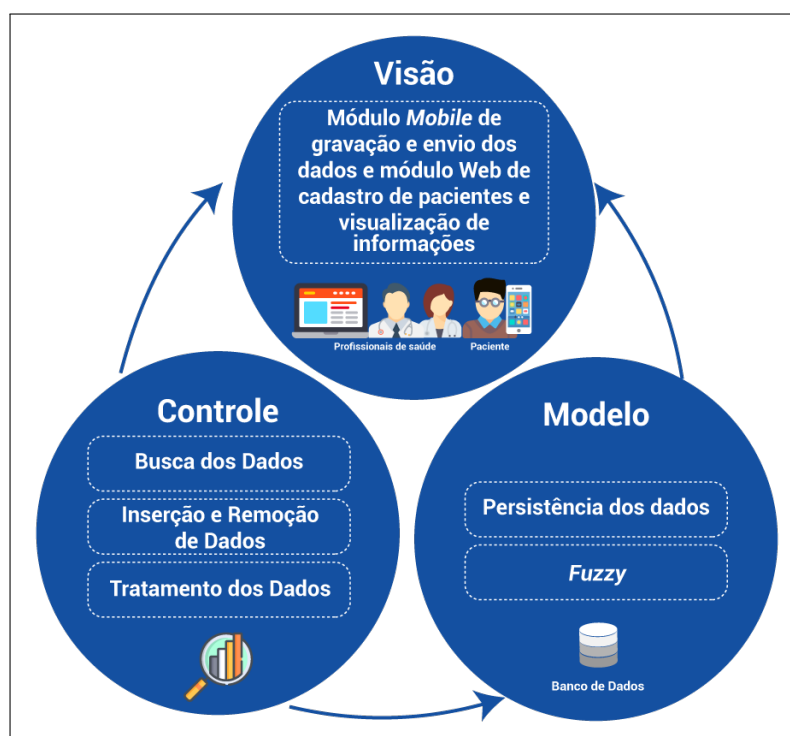 Visão
Módulo Mobile de
gravação e envio dos
dados e módulo Web de
cadastro de pacientes e
visualização de
informações
Profissionais de saúde
Paciente
Controle
Busca dos Dados
Inserção e Remoção
de Dados
Tratamento dos Dados
Modelo
Persistência dos dados
Fuzzy
Banco de Dados